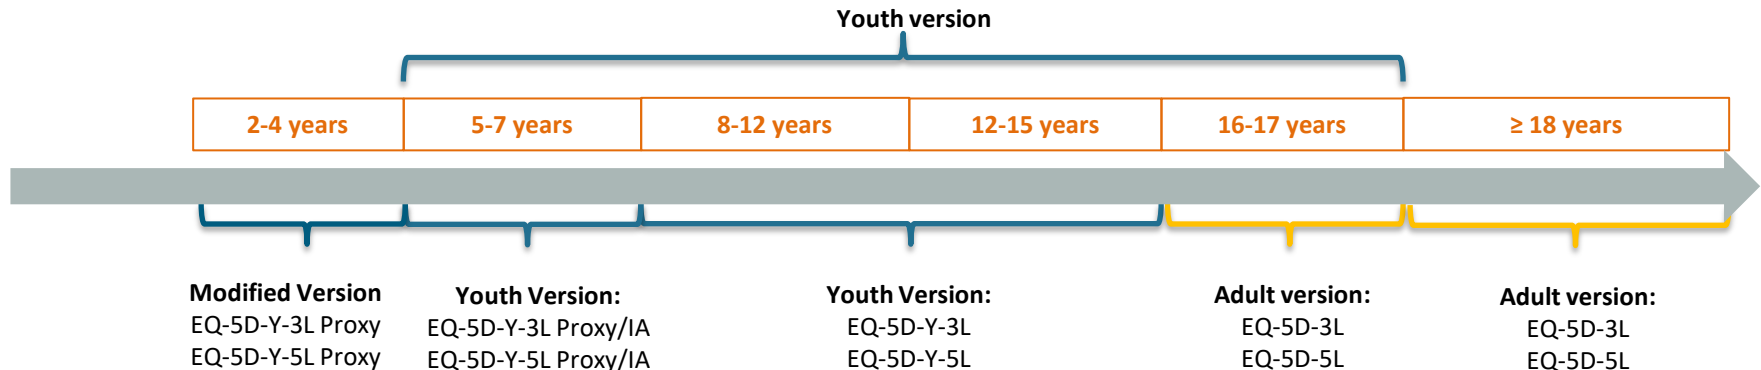 Youth version
2-4 years
5-7 years
8-12 years
12-15 years
16-17 years
≥ 18 years
Modified Version
EQ-5D-Y-3L Proxy
EQ-5D-Y-5L Proxy
Youth Version:
EQ-5D-Y-3L Proxy/IA
EQ-5D-Y-5L Proxy/IA
Youth Version:
EQ-5D-Y-3L
EQ-5D-Y-5L
Adult version:
EQ-5D-3L
EQ-5D-5L
Adult version:
EQ-5D-3L
EQ-5D-5L